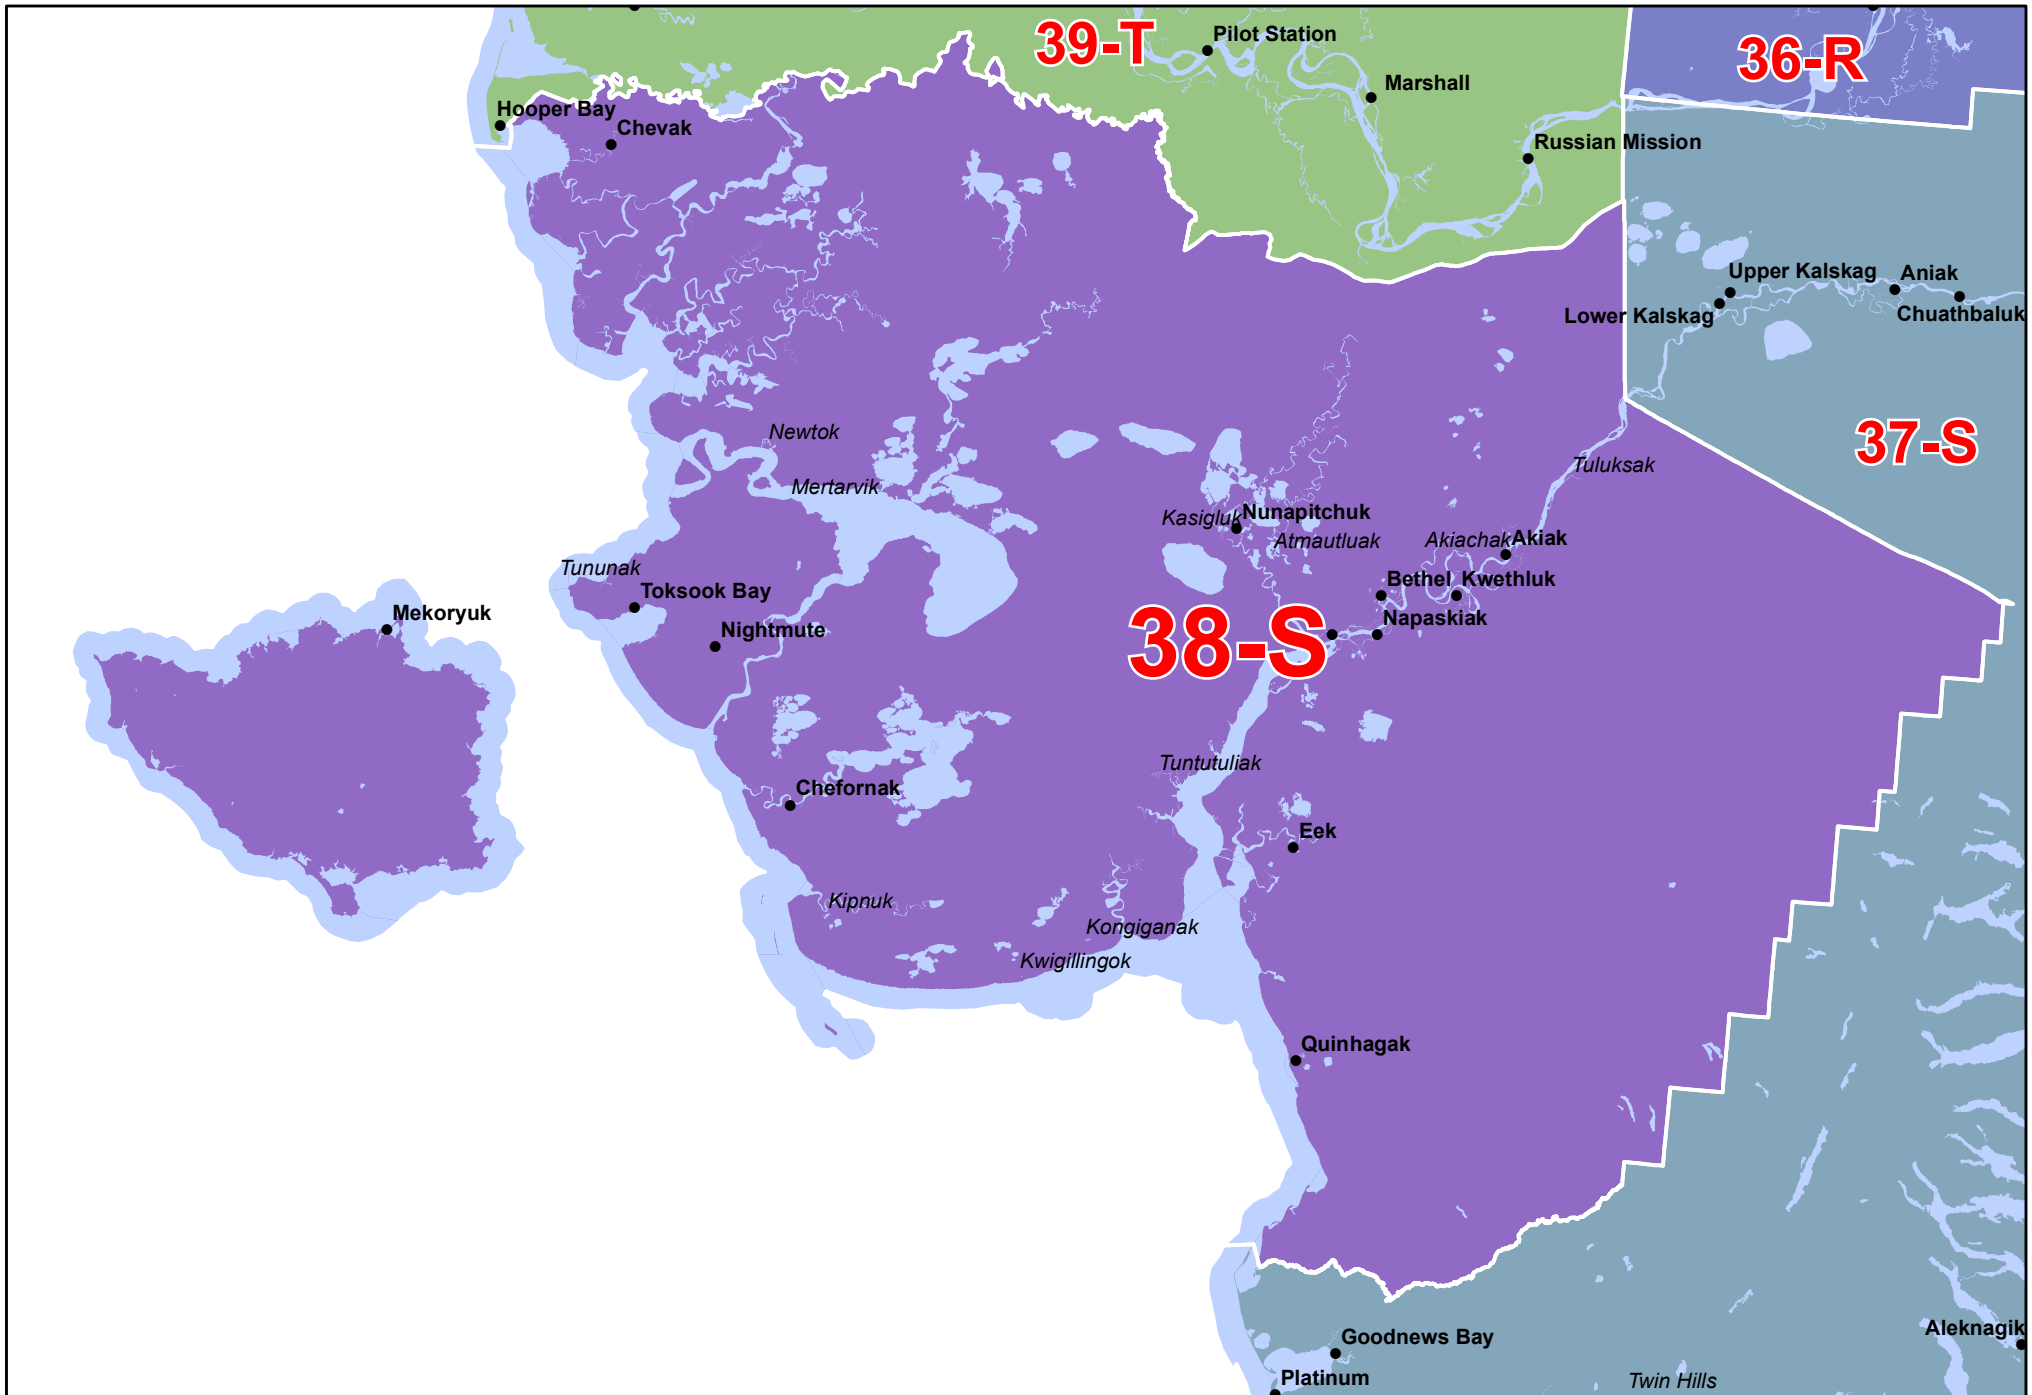 39-T
Pilot Station
36-R
Marshall
Hooper Bay
Chevak
Russian Mission
Upper Kalskag
Aniak
Lower Kalskag
Chuathbaluk
37-S
Newtok
Tuluksak
Mertarvik
Kasigluk
Nunapitchuk
Atmautluak
Akiachak
Akiak
Tununak
Toksook Bay
Bethel
Kwethluk
Mekoryuk
Nightmute
38-S
Napaskiak
Tuntutuliak
Chefornak
Eek
Kipnuk
Kongiganak
Kwigillingok
Quinhagak
Goodnews Bay
Aleknagik
Platinum
Twin Hills